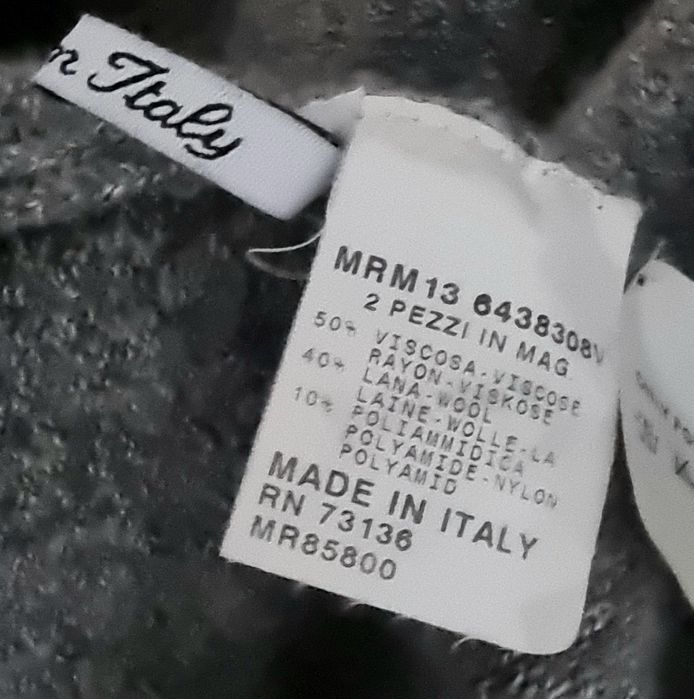 n Italy
MRM13 6438308V
2 PEZZI IN MAG
50% VISCOSA-VISCOSE
RAYON-VISKOSE
40% LANA-WOOL
LAINE-WOLLE-LA
10% POLIAMMIDICA
POLYAMIDE-NYLON
POLYAMID
MADE IN ITALY
RN 73136
MR85800